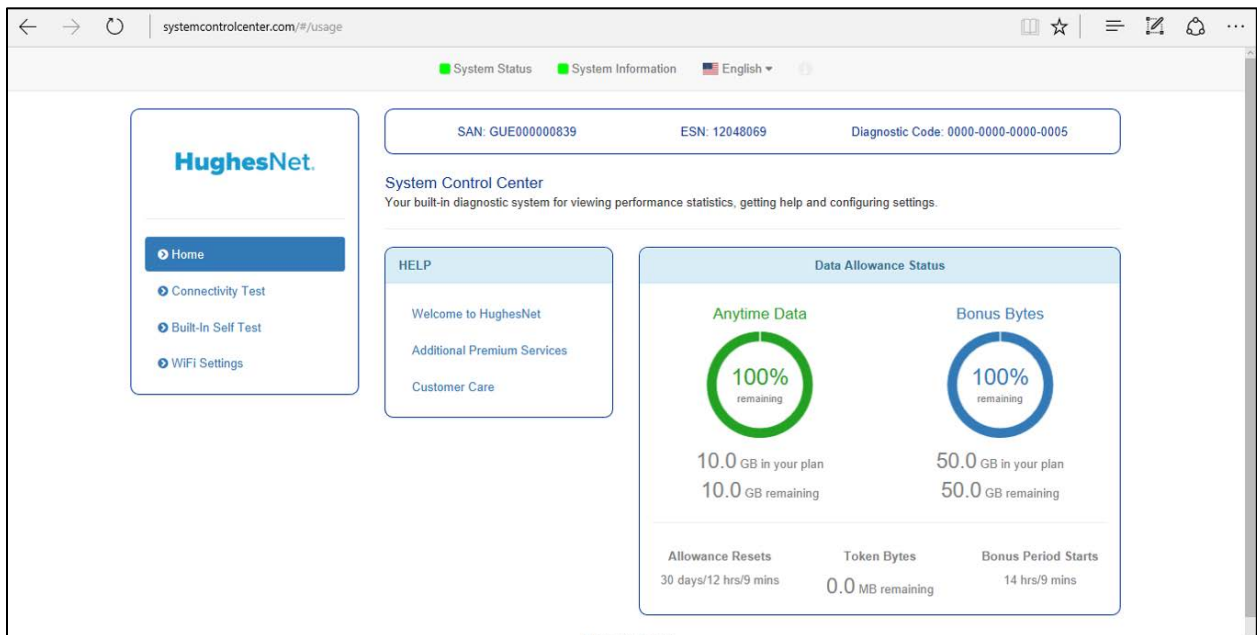 systemcontrolcenter.com/#/usage
System Status System Information English
SAN: GUE000000839 ESN: 12048069 Diagnostic Code: 0000-0000-0000-0005
HughesNet.
System Control Center
Your built-in diagnostic system for viewing performance statistics, getting help and configuring settings.
Home
Connectivity Test
Built-In Self Test
WiFi Settings
HELP
Welcome to HughesNet
Additional Premium Services
Customer Care
Data Allowance Status
Anytime Data
100%
remaining
10.0 GB in your plan
10.0 GB remaining
Bonus Bytes
100%
remaining
50.0 GB in your plan
50.0 GB remaining
Allowance Resets
30 days/12 hrs/9 mins
Token Bytes
0.0 MB remaining
Bonus Period Starts
14 hrs/9 mins